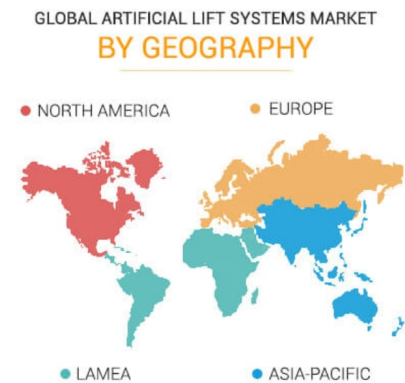 GLOBAL ARTIFICIAL LIFT SYSTEMS MARKET
BY GEOGRAPHY
NORTH AMERICA
EUROPE
LAMEA
ASIA-PACIFIC